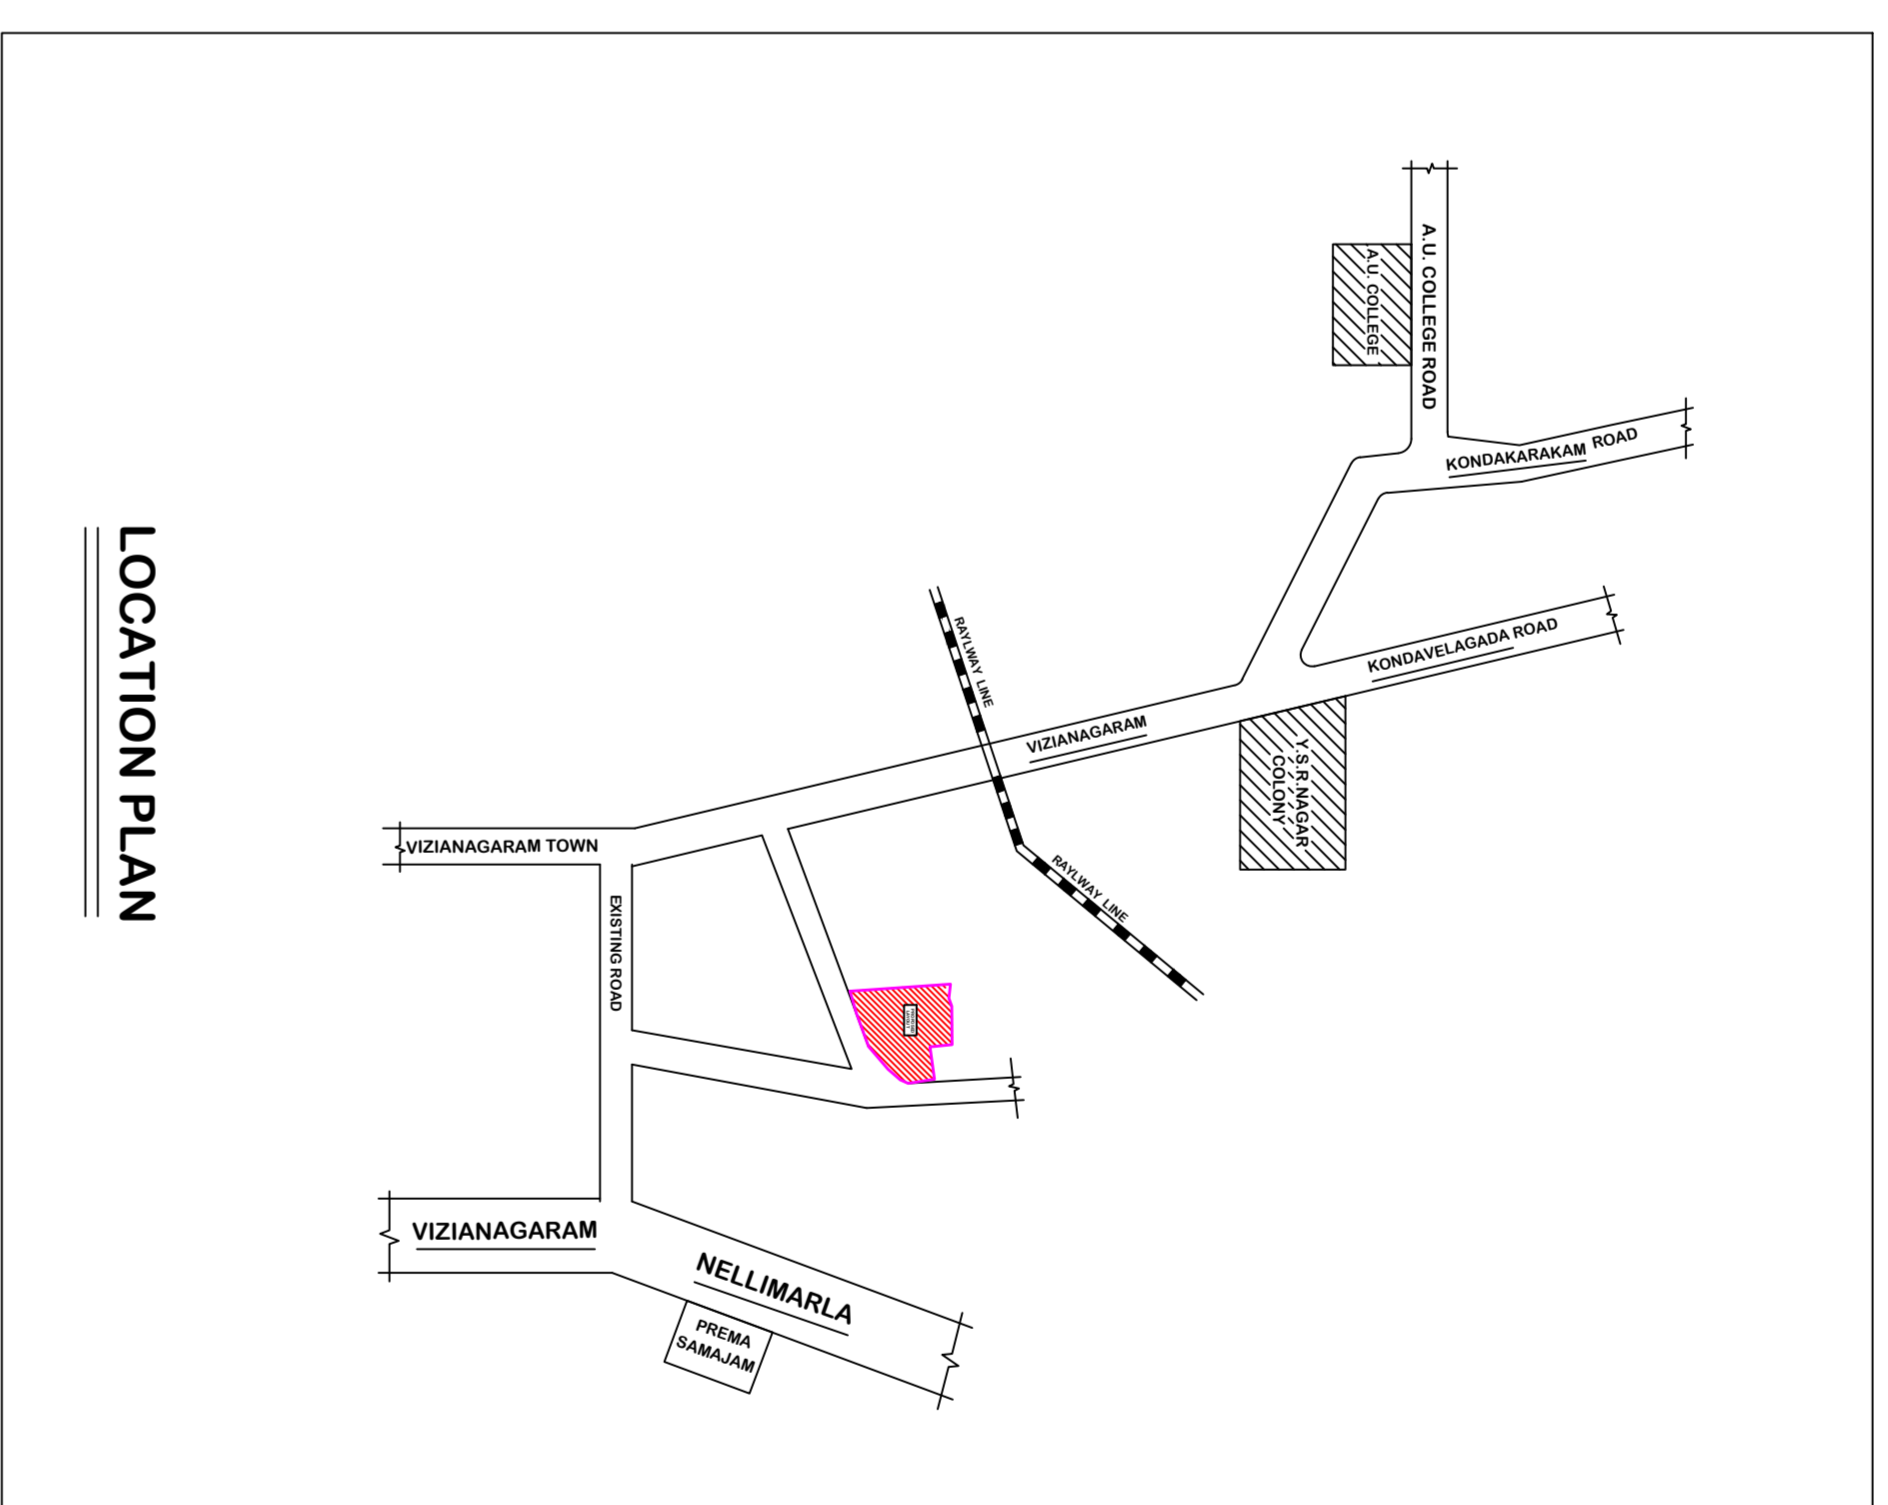 A.U. COLLEGE ROAD
A.U. COLLEGE
KONDAKARAKAM ROAD
KONDAVELAGADA ROAD
RAYLWAY LINE
VIZIANAGARAM
Y.S.R.NAGAR
COLONY
VIZIANAGARAM TOWN
RAYLWAY LINE
EXISTING ROAD
VIZIANAGARAM
NELLIMARLA
PREMA
SAMAJAM
LOCATION PLAN